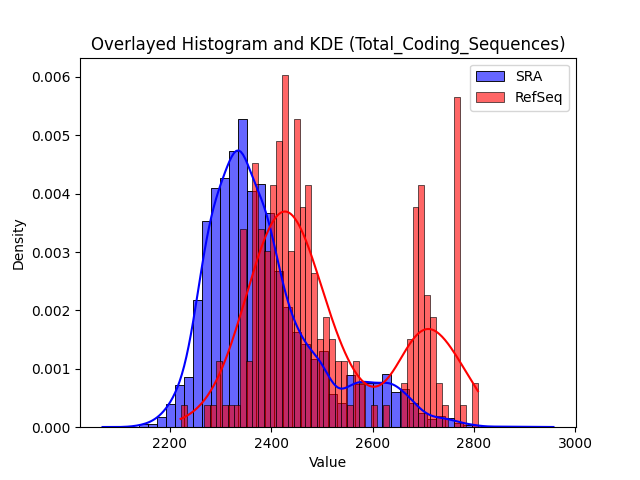 Overlayed Histogram and KDE (Total_Coding_Sequences)
SRA
RefSeq
0.006
0.005
0.004
0.003
0.002
0.001
0.000
Density
2200
2400
2600
2800
3000
Value